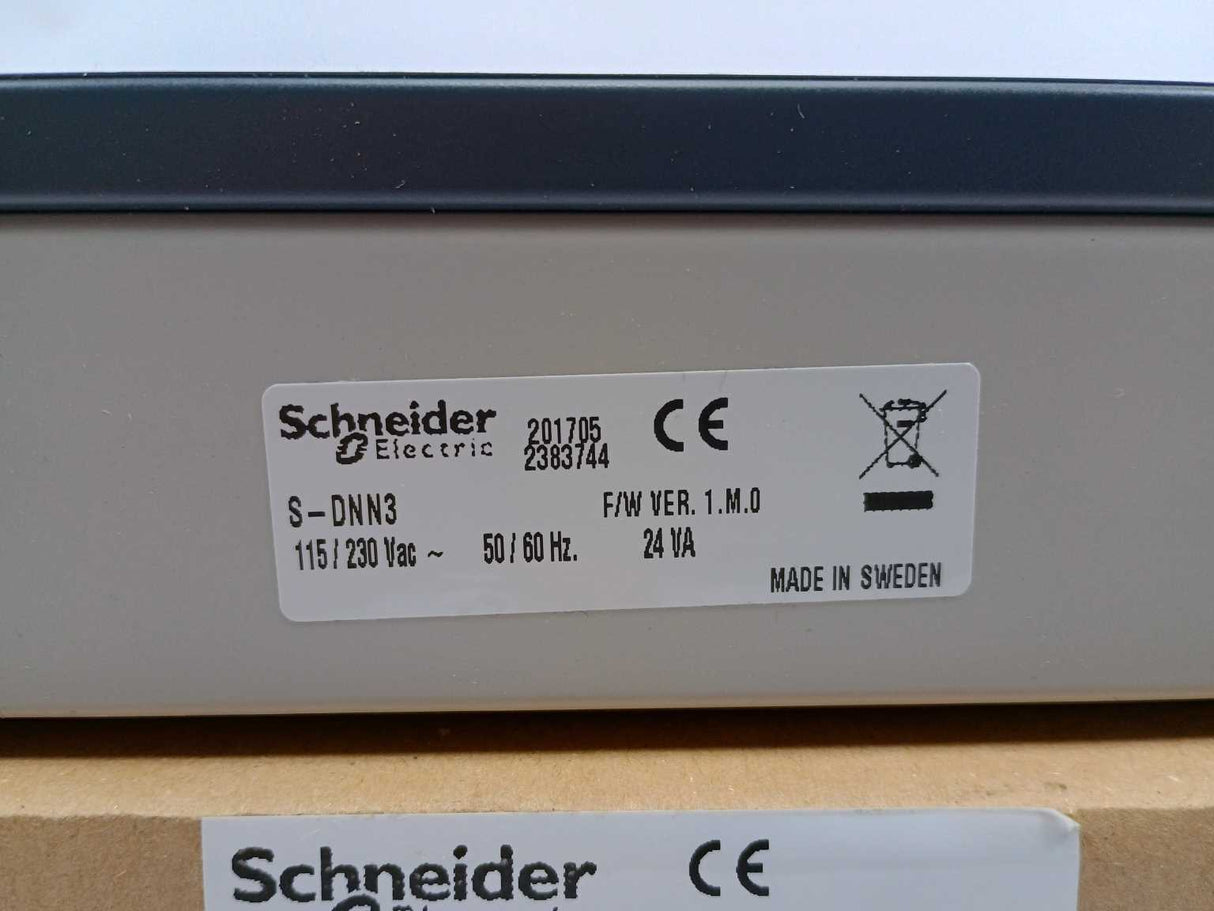 Schneider
Electric
201705
2383744
CE
S-DNN3
F/W VER. 1.M.0
115/230 Vac ~ 50/60 Hz. 24 VA
MADE IN SWEDEN
Schneider
CE